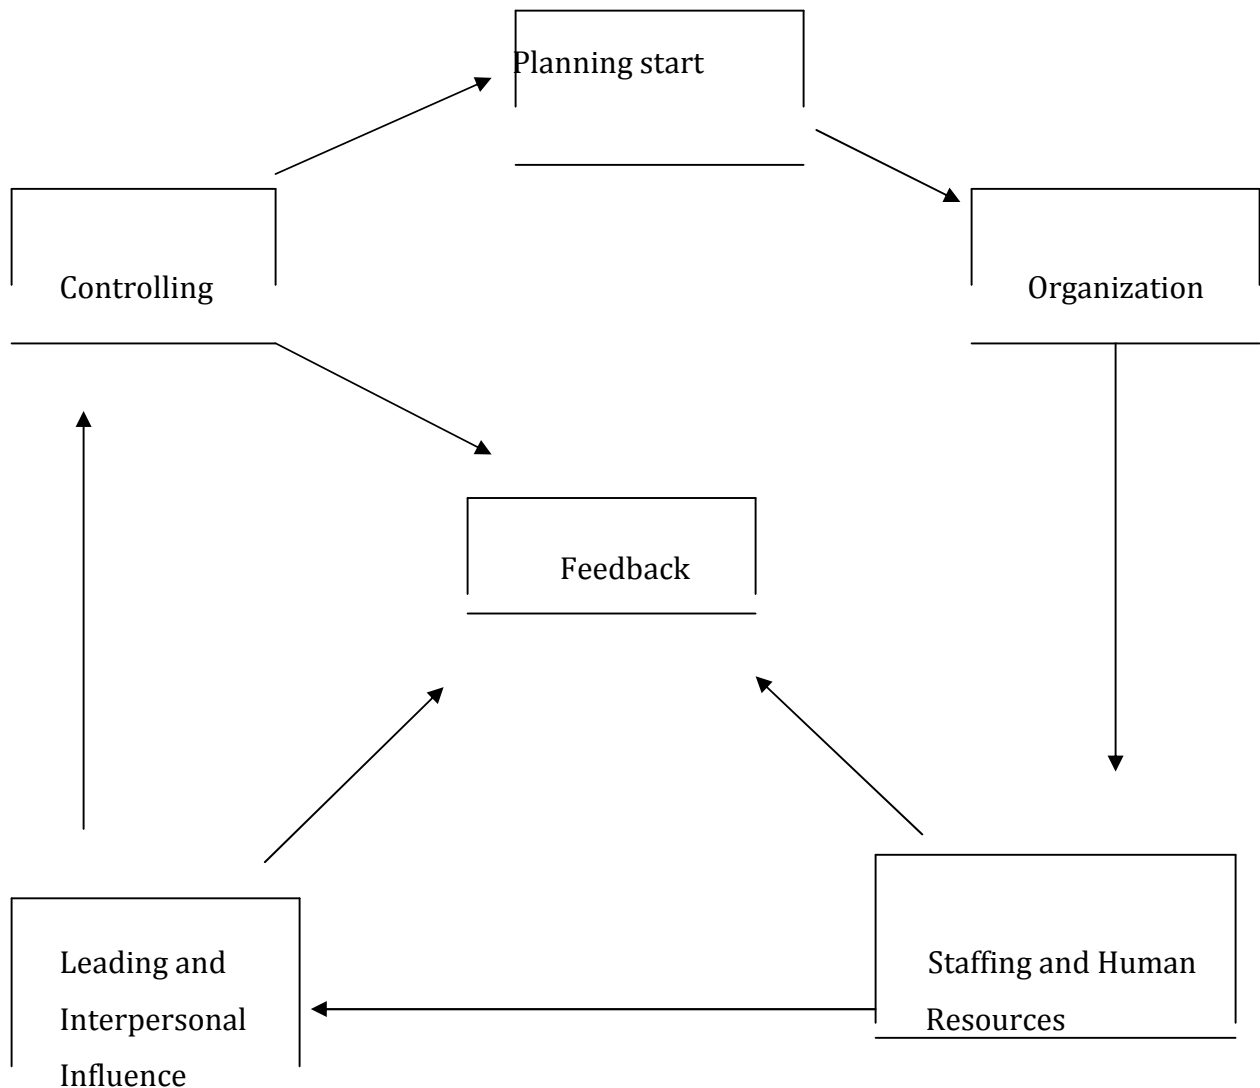 Planning start
Controlling
Organization
Feedback
Leading and
Interpersonal
Influence
Staffing and Human
Resources